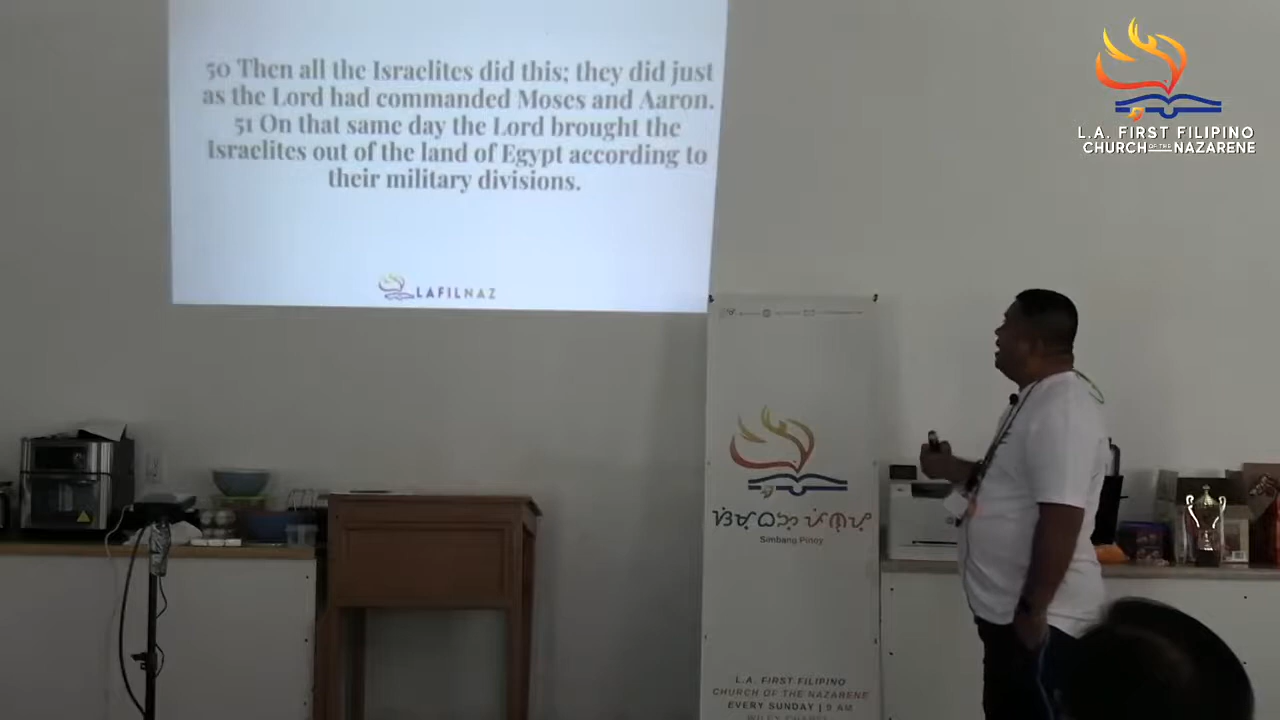 50 Then all the Israelites did this; they did just
as the Lord had commanded Moses and Aaron.
51 On that same day the Lord brought the
Israelites out of the land of Egypt according to
their military divisions.
LAFILNAZ
L.A. FIRST FILIPINO
CHURCH OF THE NAZARENE
Simbang Pinoy
L.A. FIRST FILIPINO
CHURCH OF THE NAZARENE
EVERY SUNDAY | 9 AM